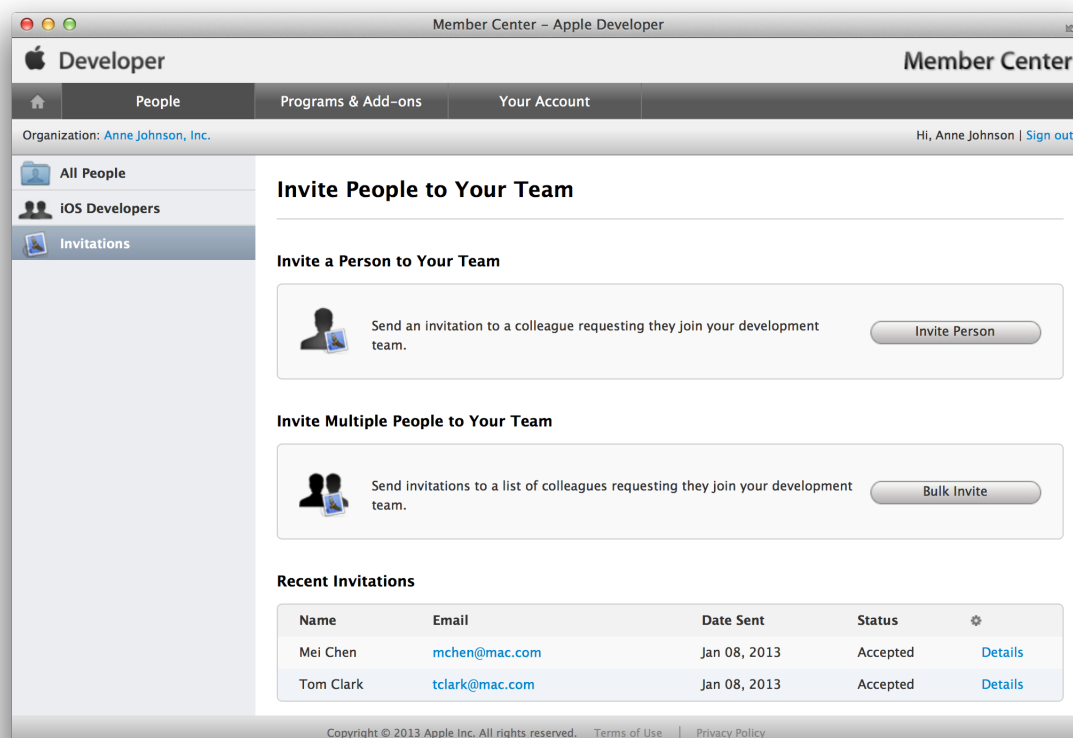 Member Center – Apple Developer
Developer
Member Center
People
Programs & Add-ons
Your Account
Organization: Anne Johnson, Inc.
Hi, Anne Johnson | Sign out
All People
iOS Developers
Invitations
Invite People to Your Team
Invite a Person to Your Team
Send an invitation to a colleague requesting they join your development
team.
Invite Person
Invite Multiple People to Your Team
Send invitations to a list of colleagues requesting they join your development
team.
Bulk Invite
Recent Invitations
Name Email Date Sent Status
Mei Chen mchen@mac.com Jan 08, 2013 Accepted Details
Tom Clark tclark@mac.com Jan 08, 2013 Accepted Details
Copyright © 2013 Apple Inc. All rights reserved. Terms of Use | Privacy Policy